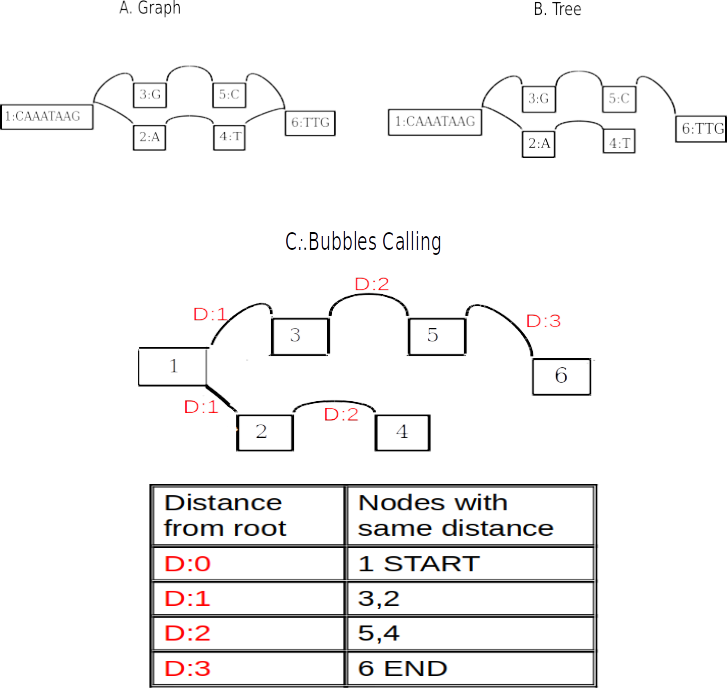 A. Graph
B. Tree
3:G
5:C
1:CAAATAAG
2:A
4:T
6:TTG
3:G
5:C
1:CAAATAAG
2:A
4:T
6:TTG
C.:Bubbles Calling
D:2
D:1
D:3
3
5
1
6
D:1
D:2
2
4
Distance from root
Nodes with same distance
D:0
1 START
D:1
3,2
D:2
5,4
D:3
6 END